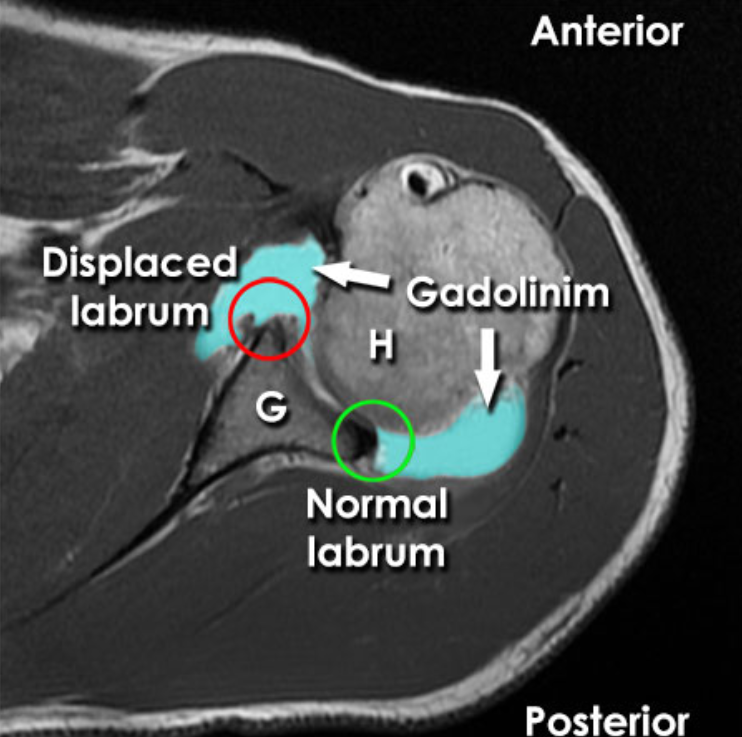 Anterior
Displaced
labrum
Gadolinim
H
G
Normal
labrum
Posterior